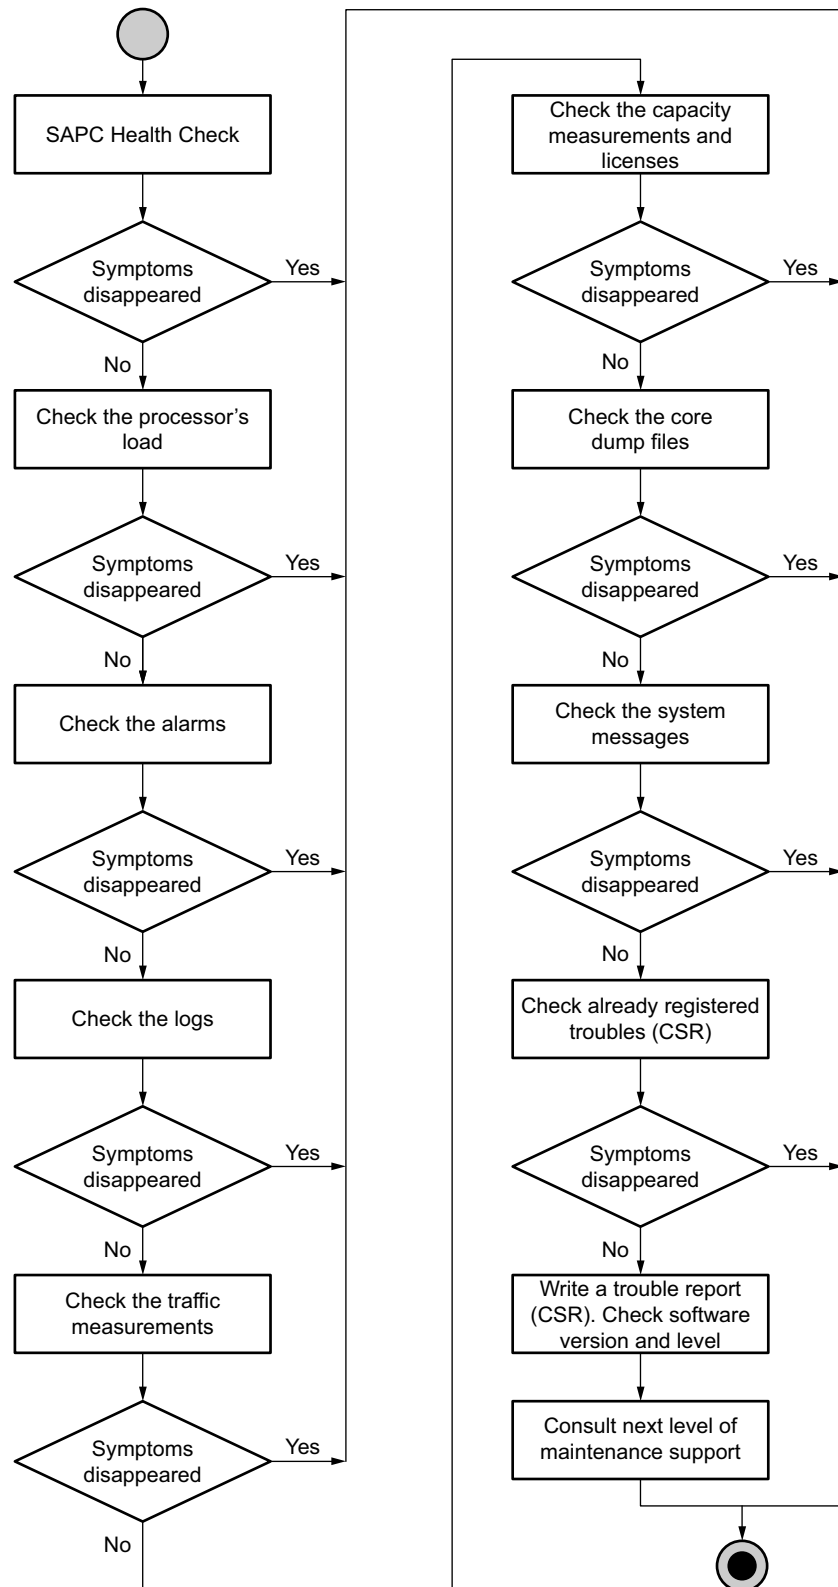 SAPC Health Check
Symptoms
disappeared
Yes
No
Check the processor's
load
Symptoms
disappeared
Yes
No
Check the alarms
Symptoms
disappeared
Yes
No
Check the logs
Symptoms
disappeared
Yes
No
Check the traffic
measurements
Symptoms
disappeared
Yes
No
Check the capacity
measurements and
licenses
Symptoms
disappeared
Yes
No
Check the core
dump files
Symptoms
disappeared
Yes
No
Check the system
messages
Symptoms
disappeared
Yes
No
Check already registered
troubles (CSR)
Symptoms
disappeared
Yes
No
Write a trouble report
(CSR). Check software
version and level
Consult next level of
maintenance support